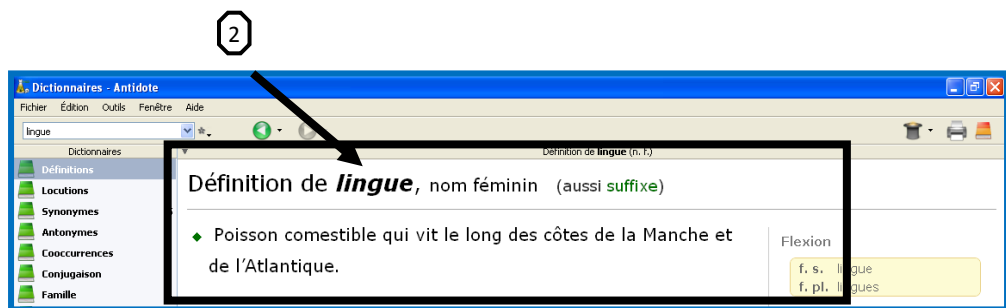 2
Dictionnaires - Antidote
Fichier Édition Outils Fenêtre Aide
lingue
Dictionnaires
Définition de lingue (n. f.)
Définitions
Locutions
Synonymes
Antonymes
Cooccurrences
Conjugaison
Famille
Définition de lingue, nom féminin (aussi suffixe)
Poisson comestible qui vit le long des côtes de la Manche et
de l'Atlantique.
Flexion
f. s. lingue
f. pl. lingues